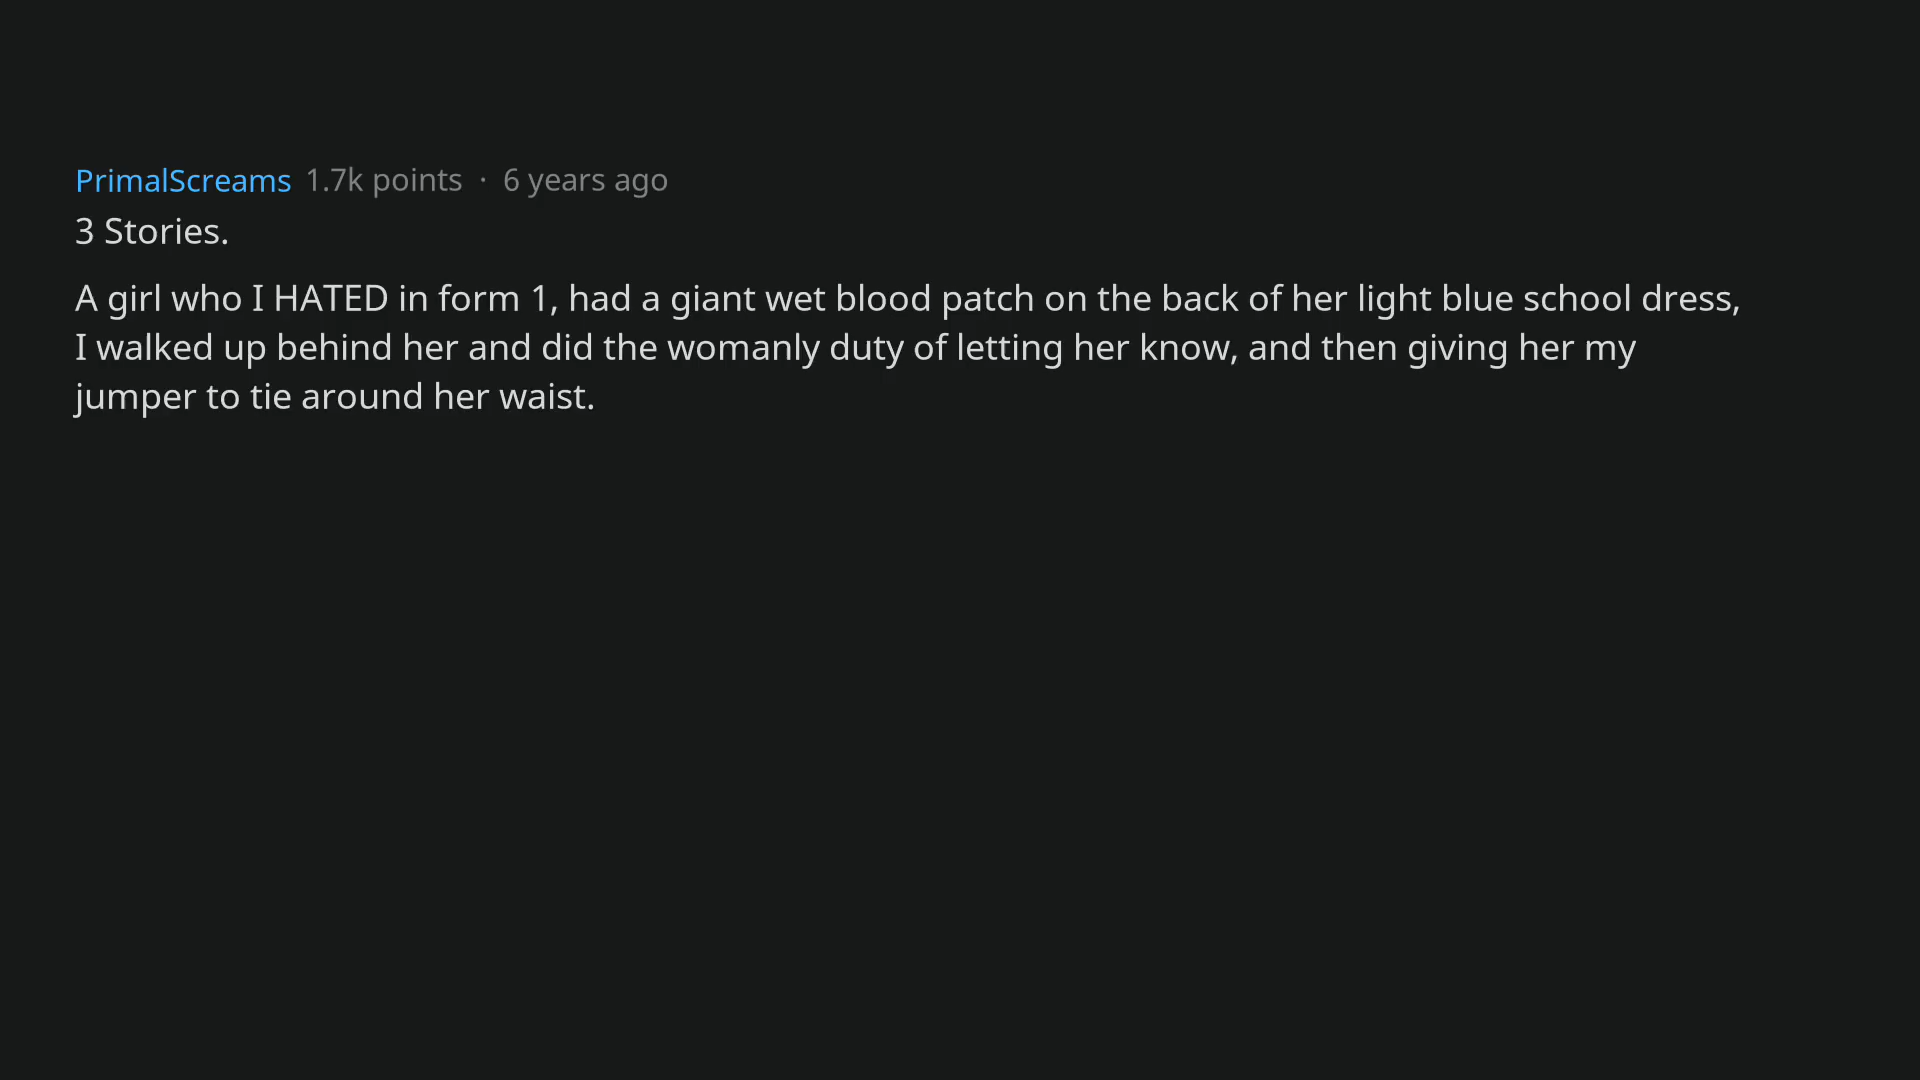 PrimalScreams 1.7k points · 6 years ago
3 Stories.
A girl who I HATED in form 1, had a giant wet blood patch on the back of her light blue school dress,
I walked up behind her and did the womanly duty of letting her know, and then giving her my
jumper to tie around her waist.